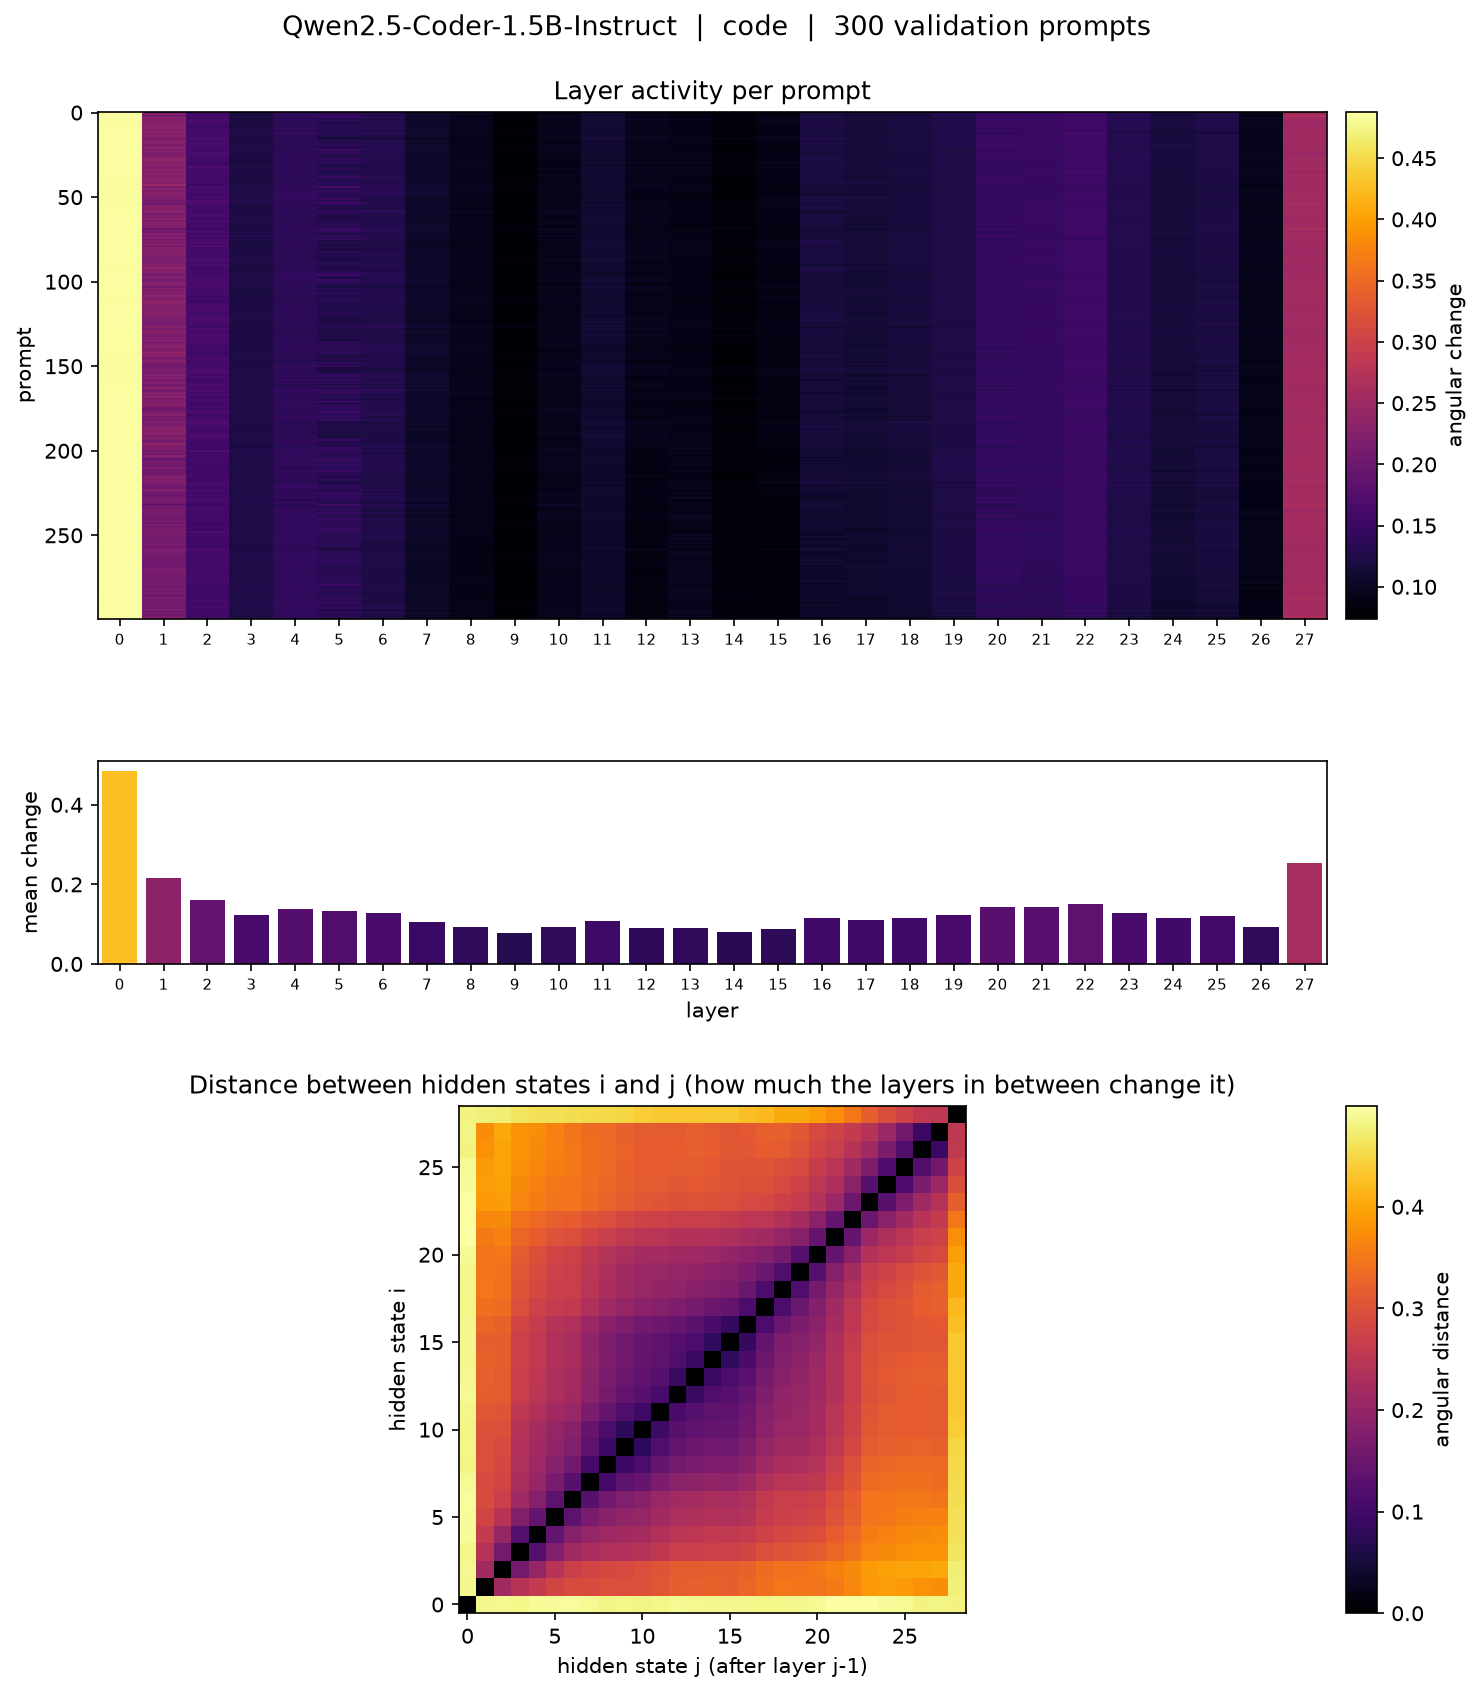 Qwen2.5-Coder-1.5B-Instruct | code | 300 validation prompts
Layer activity per prompt
0
50
100
150
200
250
prompt
0 1 2 3 4 5 6 7 8 9 10 11 12 13 14 15 16 17 18 19 20 21 22 23 24 25 26 27
0.45
0.40
0.35
0.30
0.25
0.20
0.15
0.10
angular change
0.4
0.2
0.0
mean change
0 1 2 3 4 5 6 7 8 9 10 11 12 13 14 15 16 17 18 19 20 21 22 23 24 25 26 27
layer
Distance between hidden states i and j (how much the layers in between change it)
25
20
15
10
5
0
hidden state i
0 5 10 15 20 25
hidden state j (after layer j-1)
0.4
0.3
0.2
0.1
0.0
angular distance